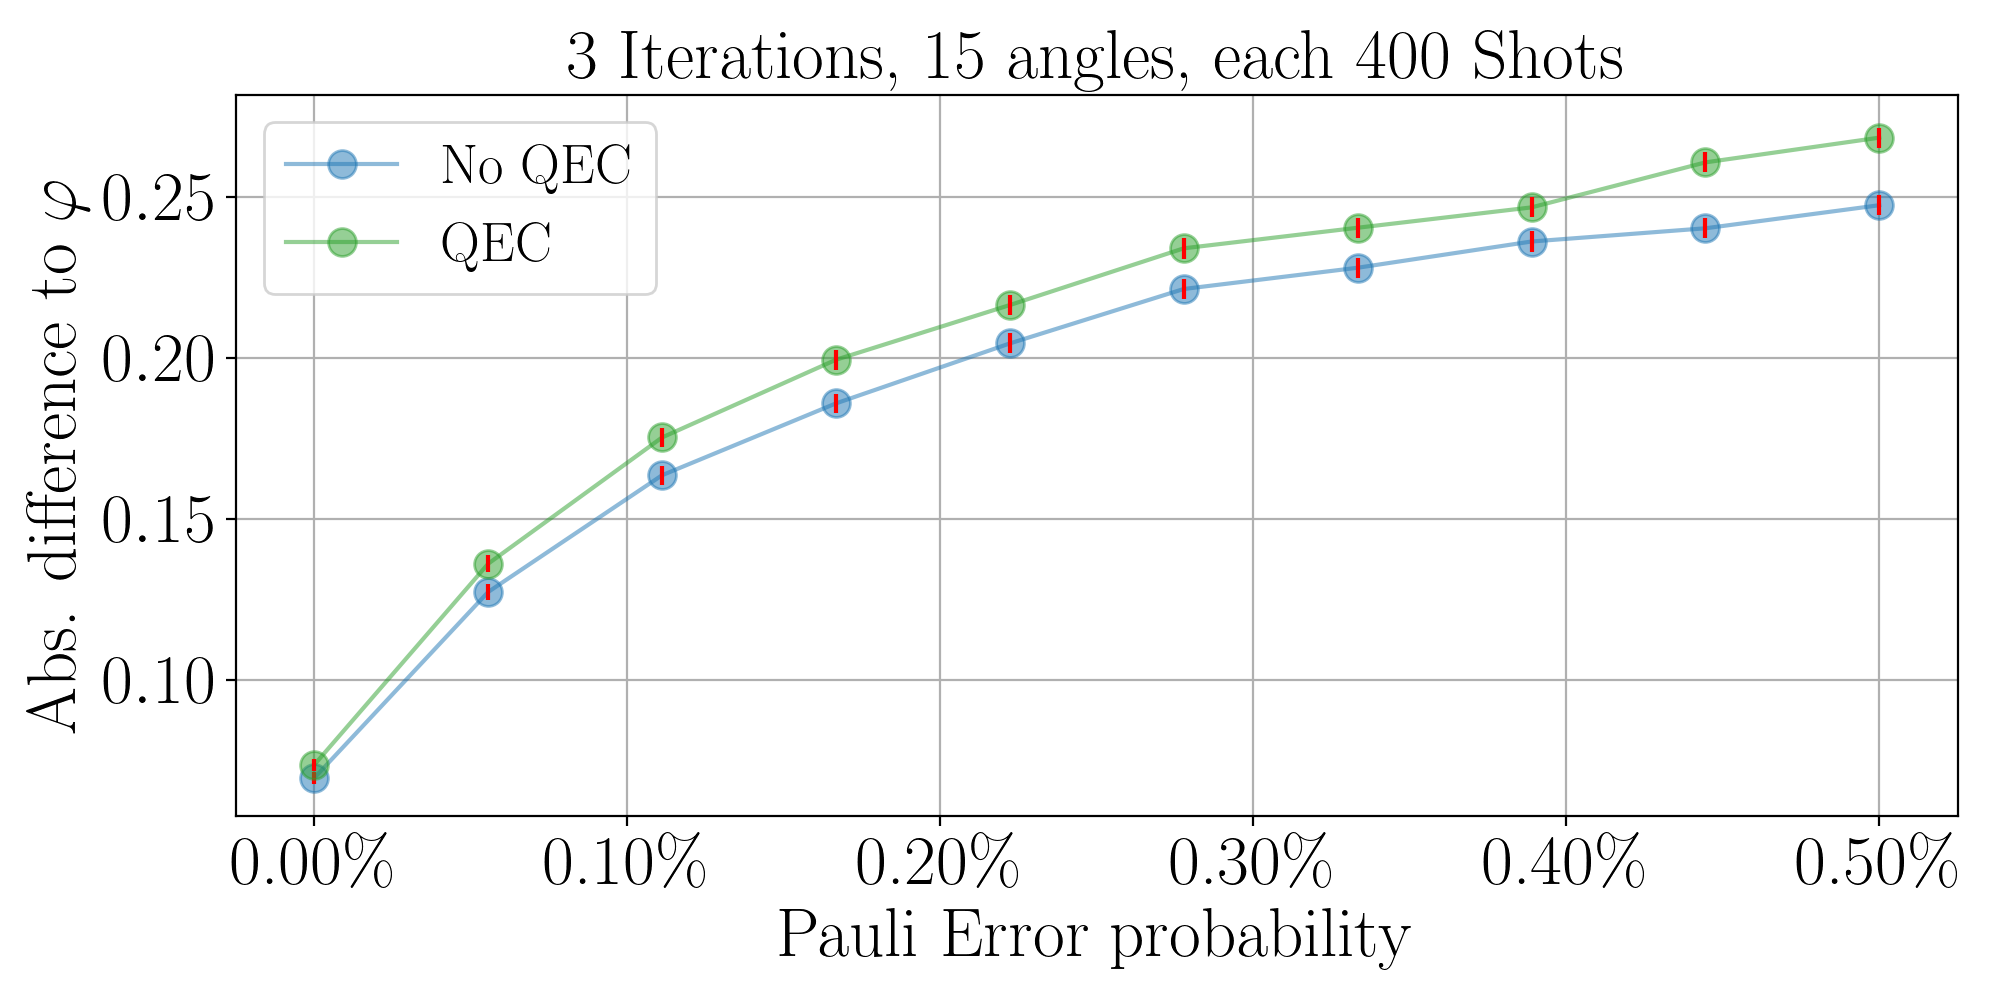 3 Iterations, 15 angles, each 400 Shots
No QEC
QEC
Abs. difference to φ
0.25
0.20
0.15
0.10
0.00% 0.10% 0.20% 0.30% 0.40% 0.50%
Pauli Error probability